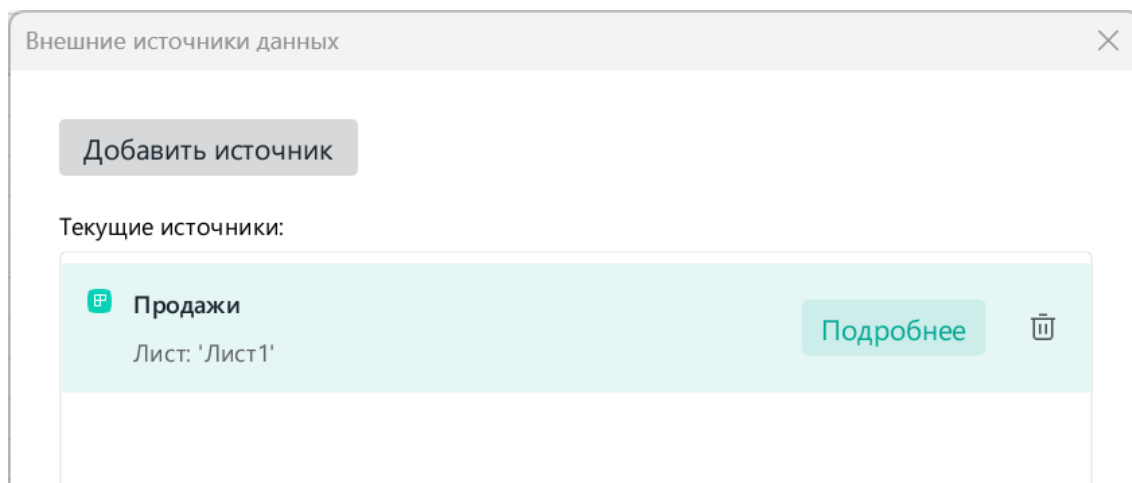 Внешние источники данных
Добавить источник
Текущие источники:
Продажи
Подробнее
Лист: 'Лист1'